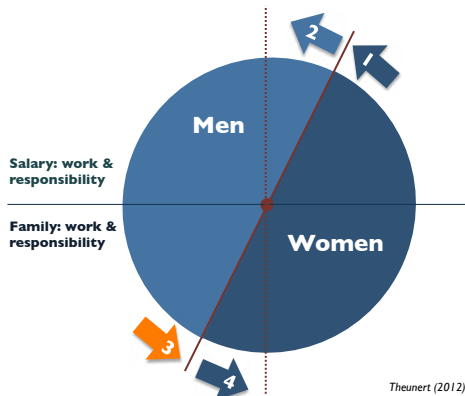 2
1
Men
Salary: work &
responsibility
Family: work &
responsibility
Women
3
4
Theunert (2012)